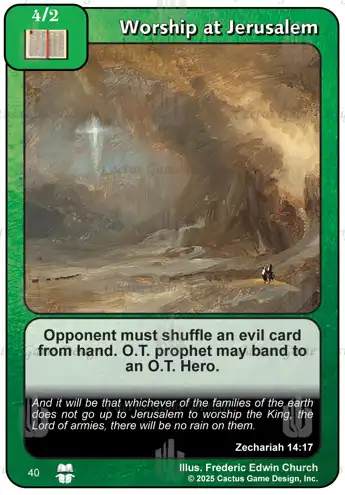 4/2
Worship at Jerusalem
Opponent must shuffle an evil card
from hand. O.T. prophet may band to
an O.T. Hero.
And it will be that whichever of the families of the earth
does not go up to Jerusalem to worship the King, the
Lord of armies, there will be no rain on them.
Zechariah 14:17
40
Illus. Frederic Edwin Church
© 2025 Cactus Game Design, Inc.